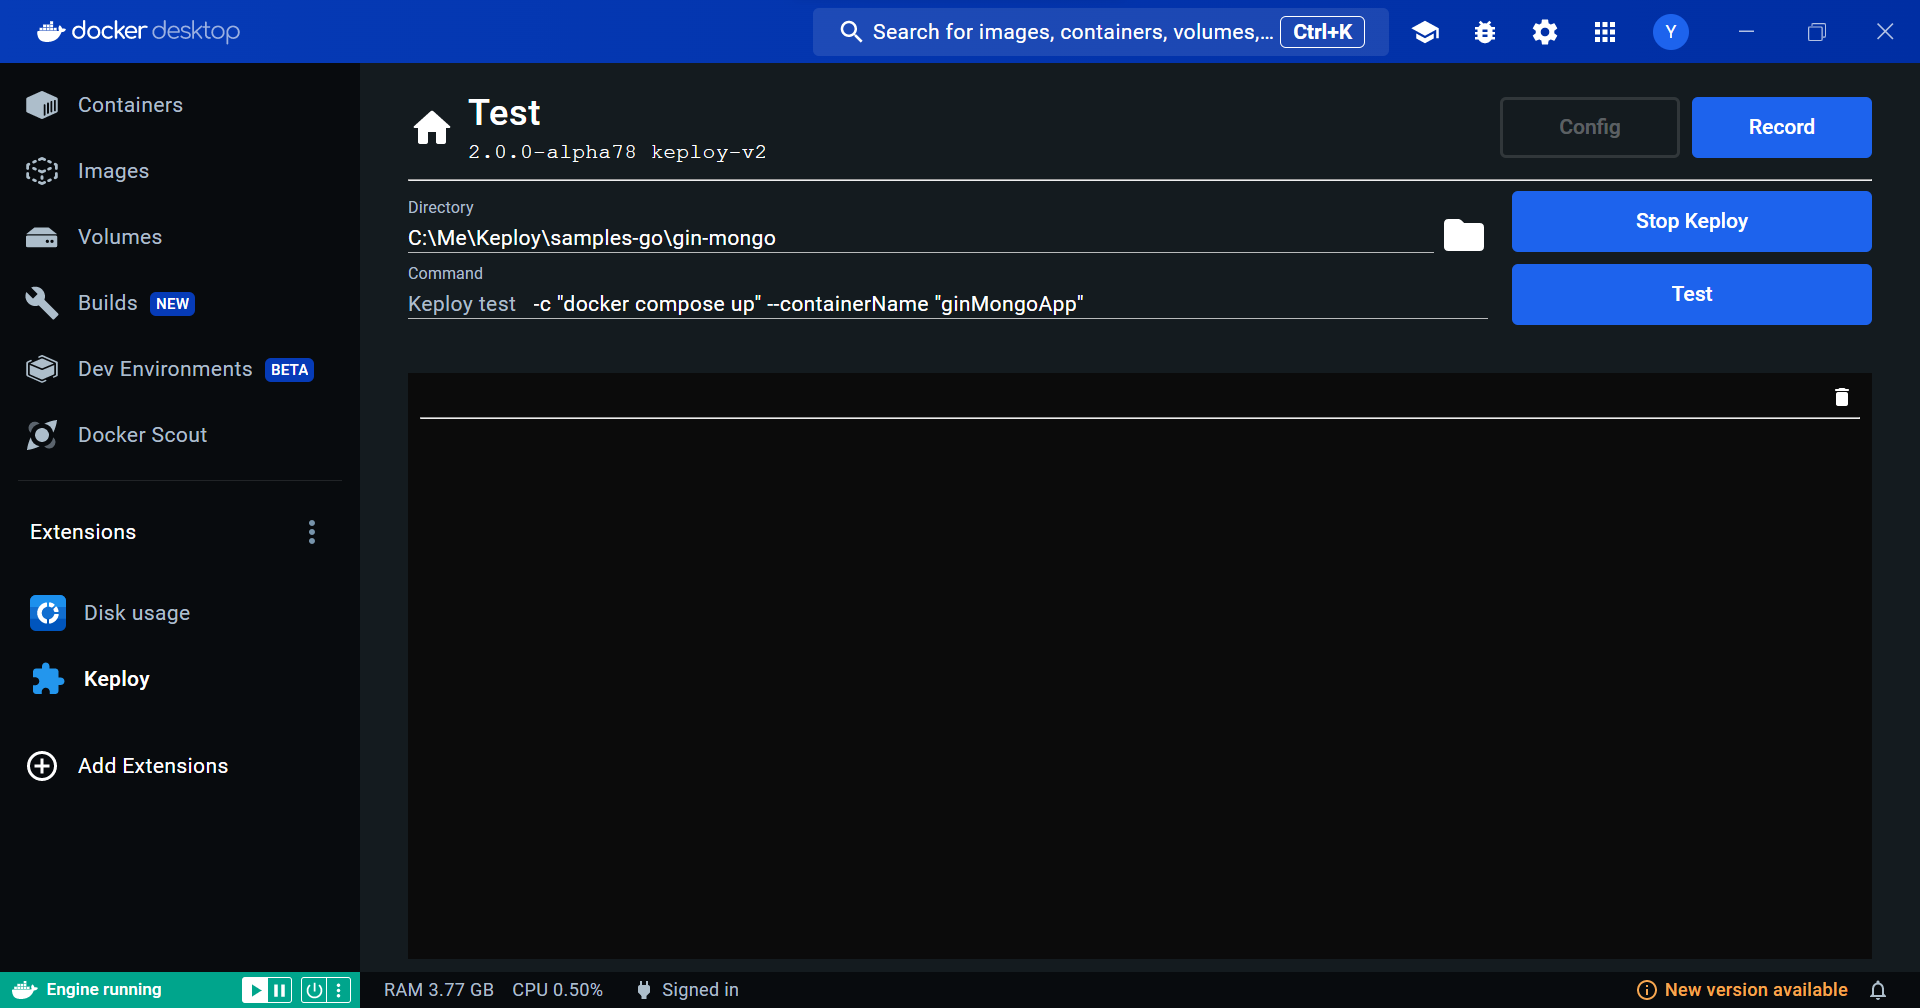 docker desktop
Search for images, containers, volumes,... Ctrl+K
Y
Containers
Images
Volumes
Builds NEW
Dev Environments BETA
Docker Scout
Extensions
Disk usage
Keploy
Add Extensions
Test
2.0.0-alpha78 keploy-v2
Config
Record
Directory
C:\Me\Keploy\samples-go\gin-mongo
Stop Keploy
Command
Keploy test -c "docker compose up" --containerName "ginMongoApp"
Test
Engine running
RAM 3.77 GB CPU 0.50% Signed in
New version available